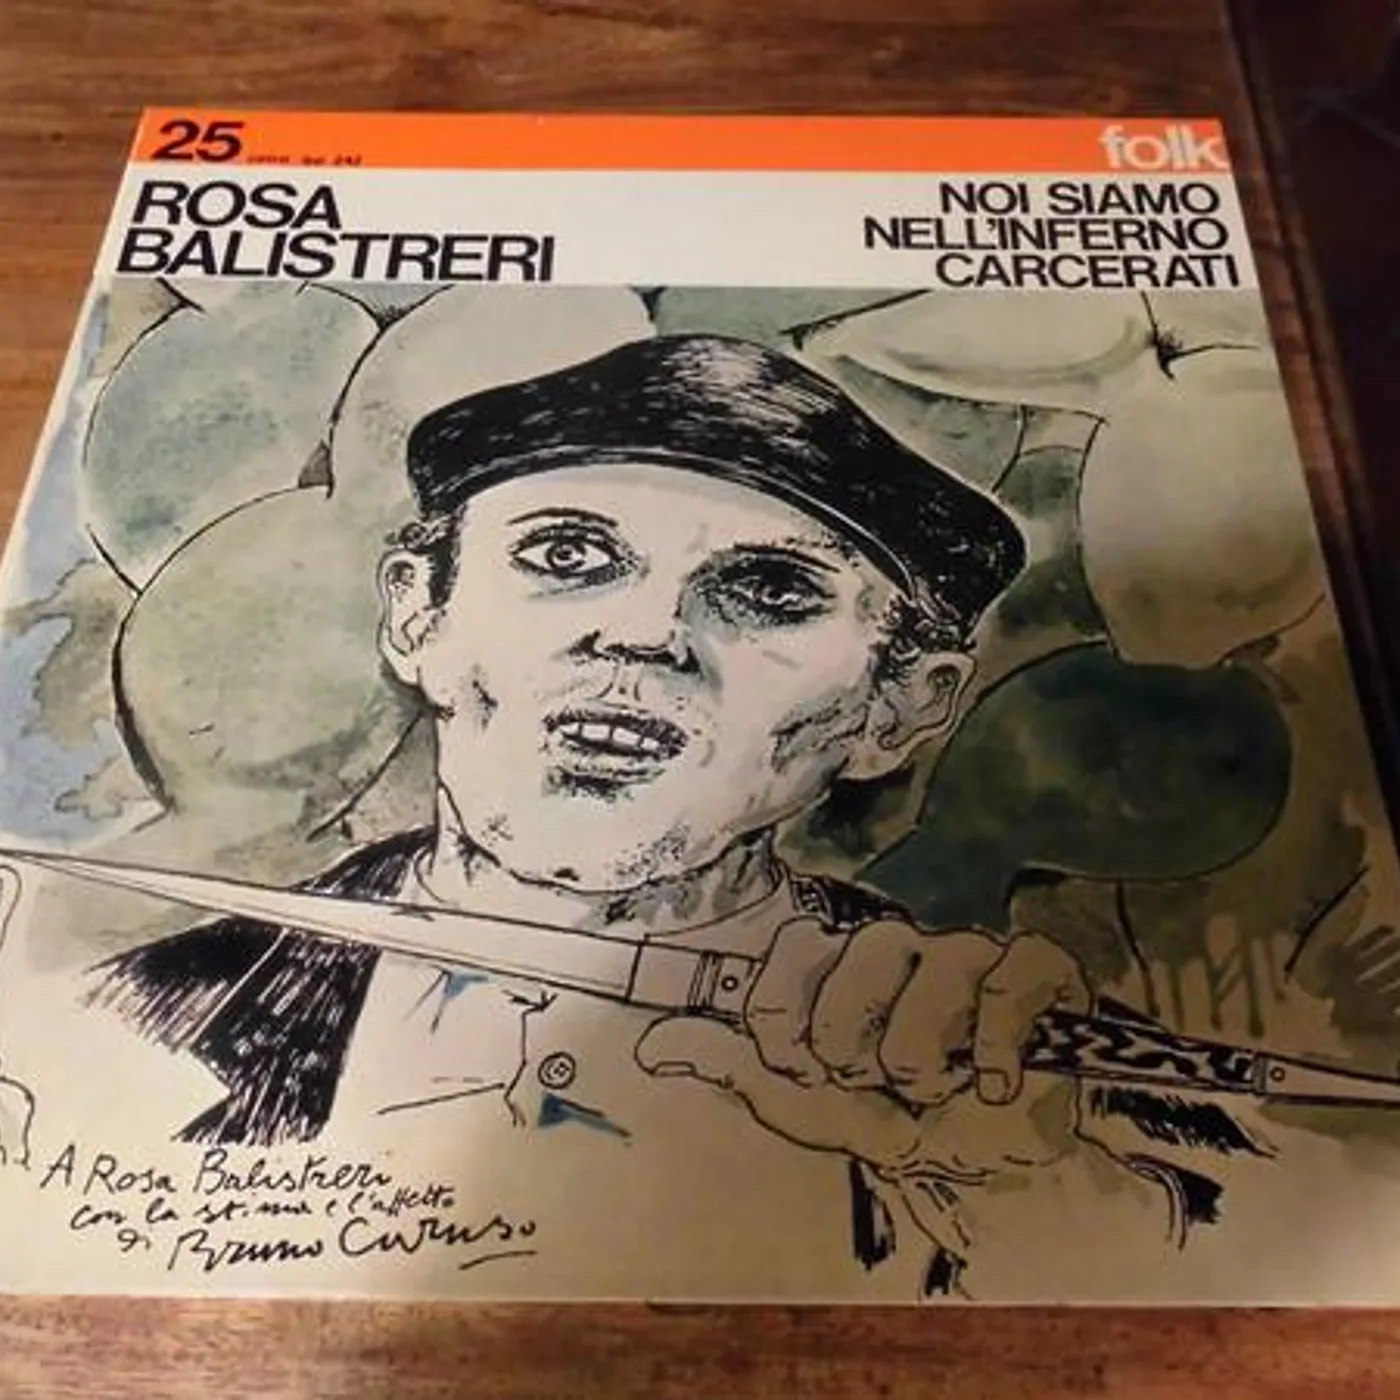 25
folk
ROSA
BALISTRERI
NOI SIAMO
NELL'INFERNO
CARCERATI
A Rosa Balistreri
con la stima e l'affetto
di Bruno Caruso